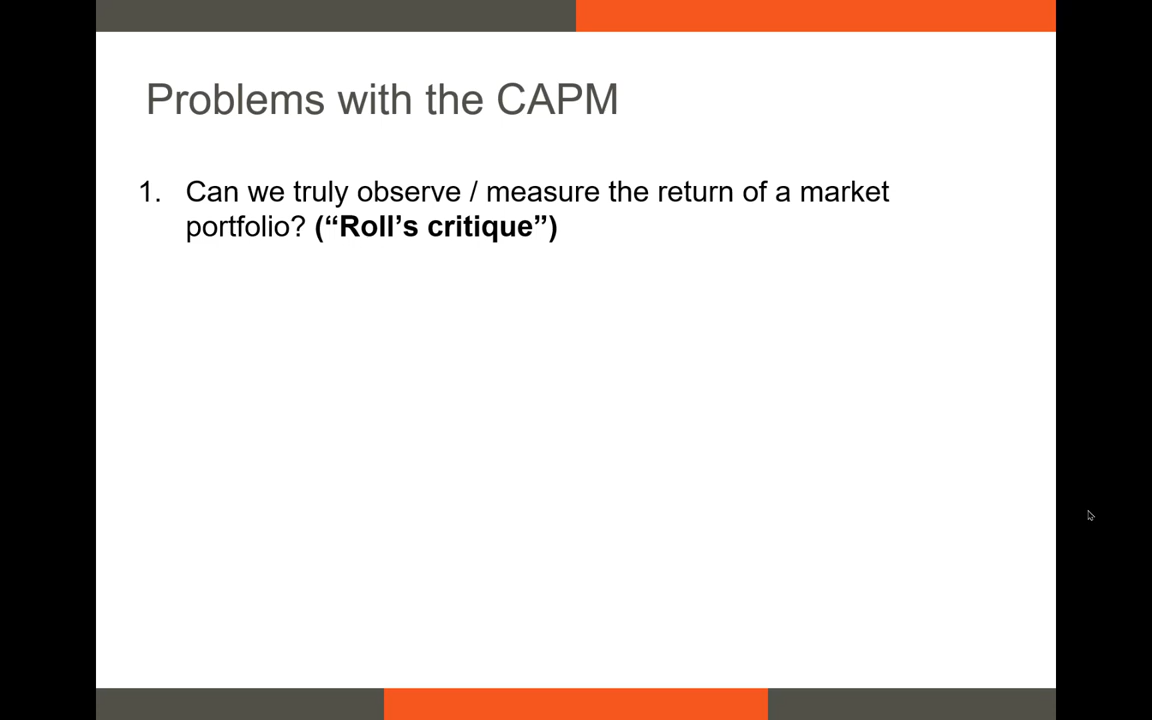 Problems with the CAPM
1. Can we truly observe / measure the return of a market
portfolio? (“Roll’s critique”)